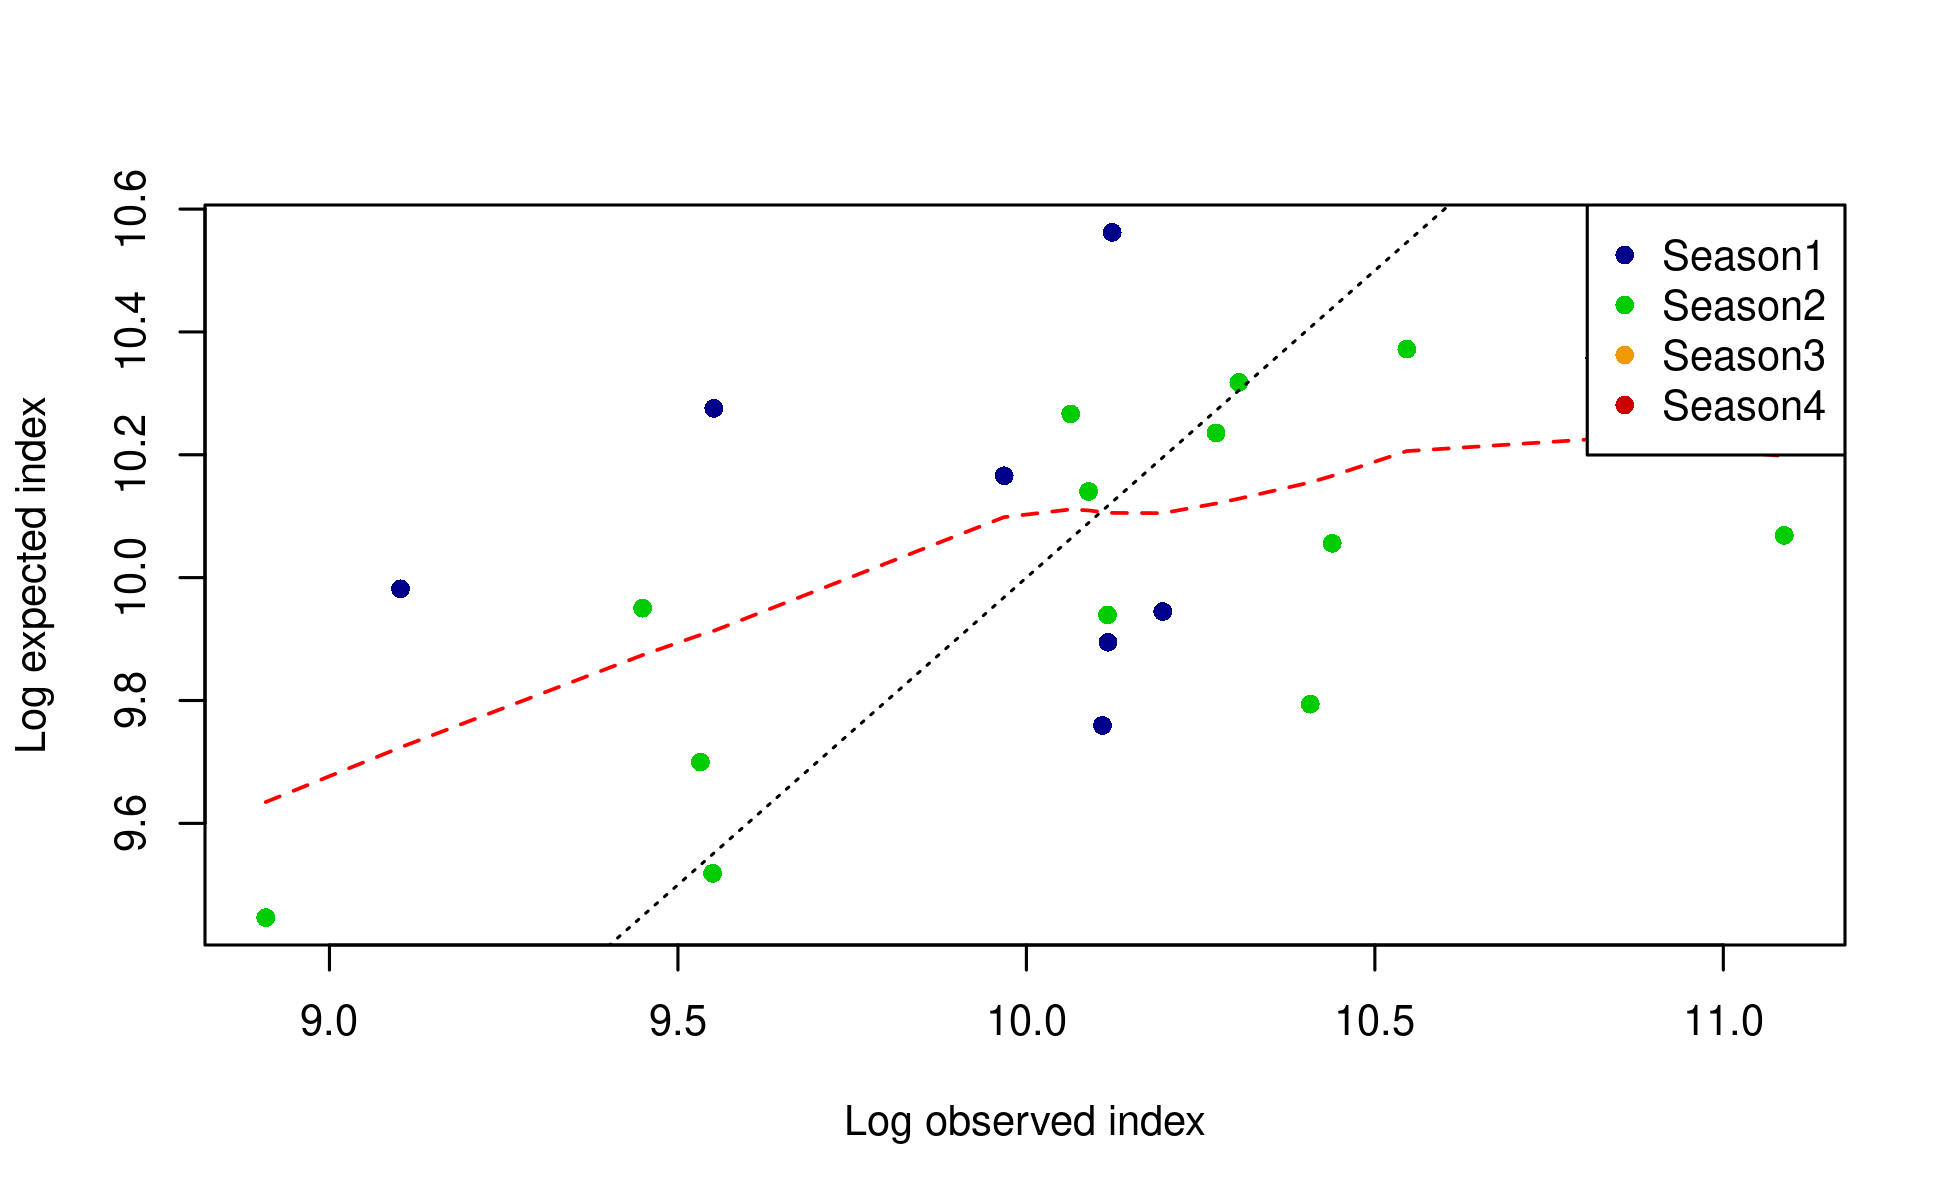 10.6
10.4
10.2
10.0
9.8
9.6
Log expected index
Season1
Season2
Season3
Season4
9.0 9.5 10.0 10.5 11.0
Log observed index